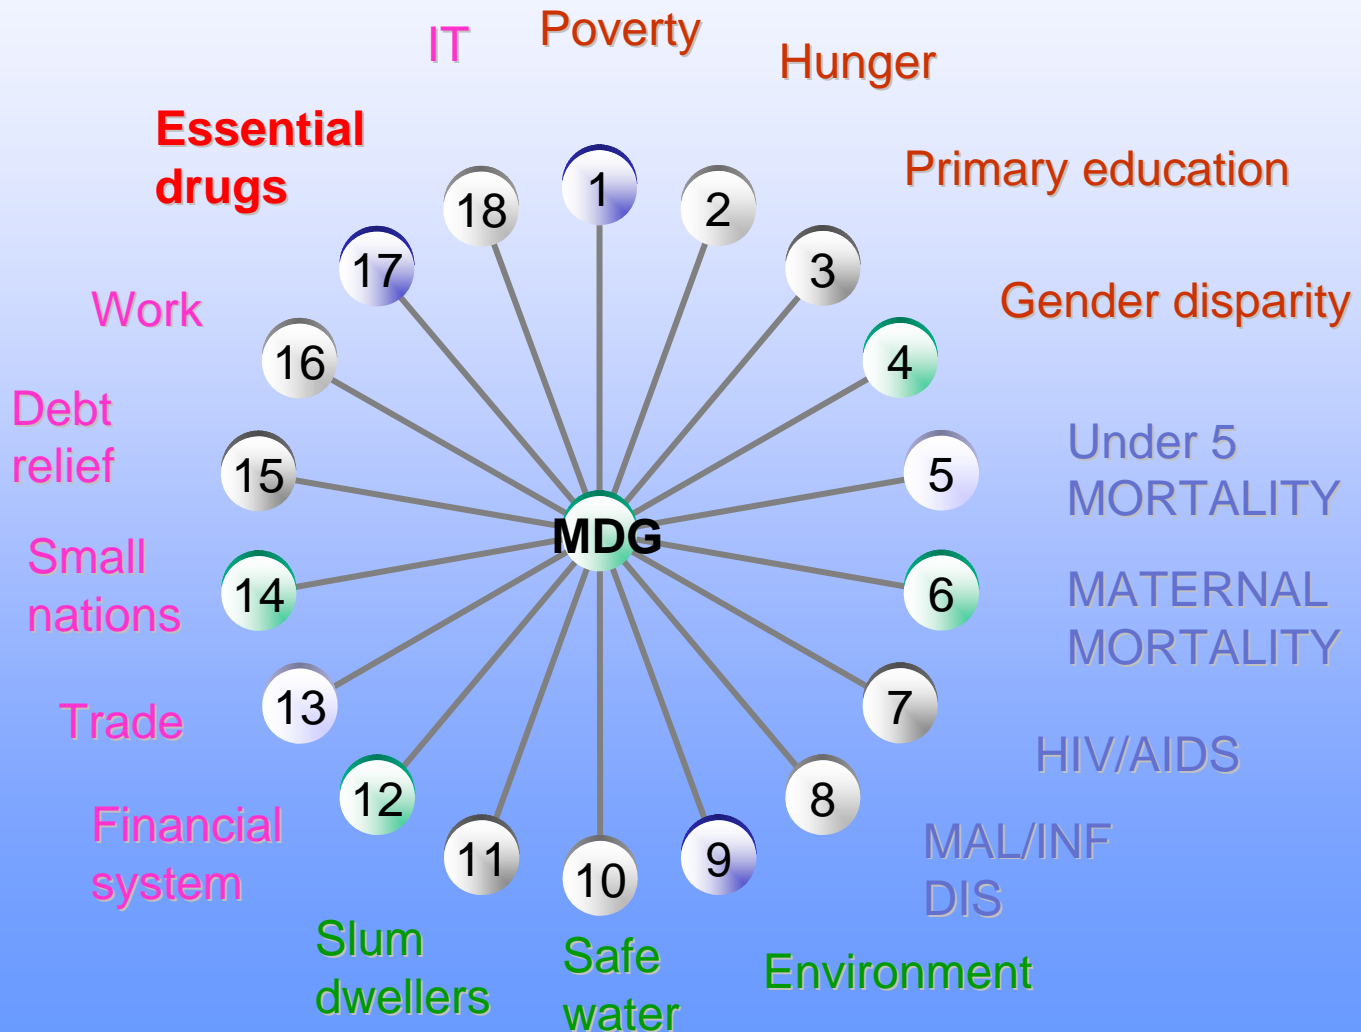 IT
Poverty
Hunger
Essential
drugs
Primary education
18
1
2
17
3
Work
Gender disparity
16
4
Debt
relief
15
5
Under 5
MORTALITY
MDG
Small
nations
14
6
MATERNAL
MORTALITY
13
7
Trade
HIV/AIDS
12
8
Financial
system
11
10
9
MAL/INF
DIS
Slum
dwellers
Safe
water
Environment